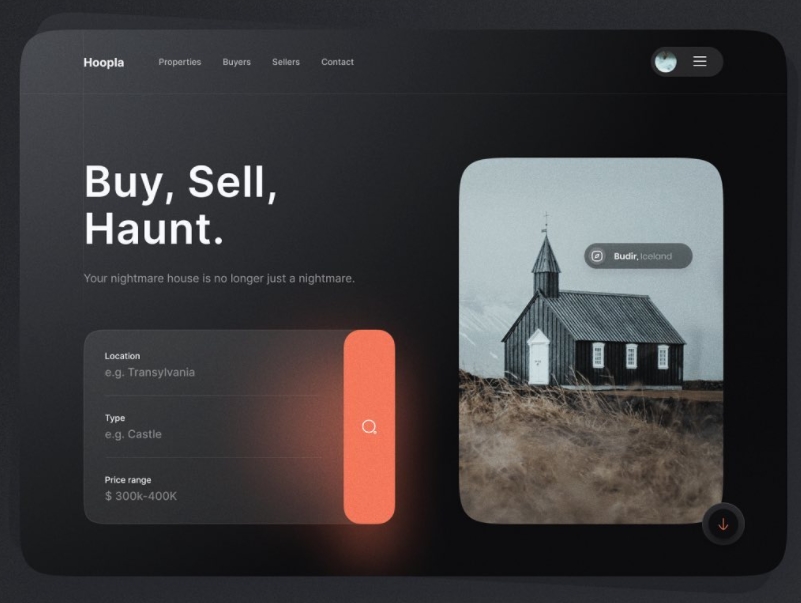 Hoopla
Properties Buyers Sellers Contact
Buy, Sell,
Haunt.
Your nightmare house is no longer just a nightmare.
Budir, Iceland
Location
e.g. Transylvania
Type
e.g. Castle
Price range
$ 300k-400K